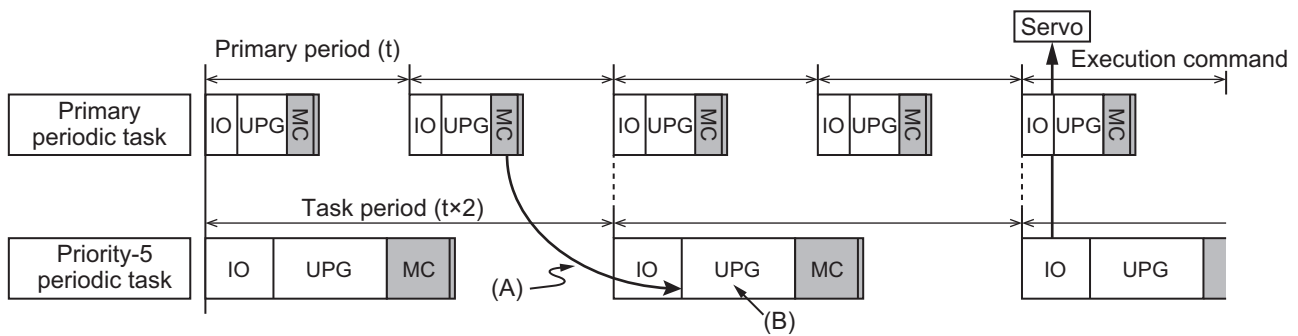 Servo
Primary period (t)
Execution command
Primary
periodic task
IO UPG MC IO UPG MC IO UPG MC IO UPG MC IO UPG MC
Task period (t×2)
Priority-5
periodic task
IO UPG MC IO UPG MC IO UPG
(A)
(B)